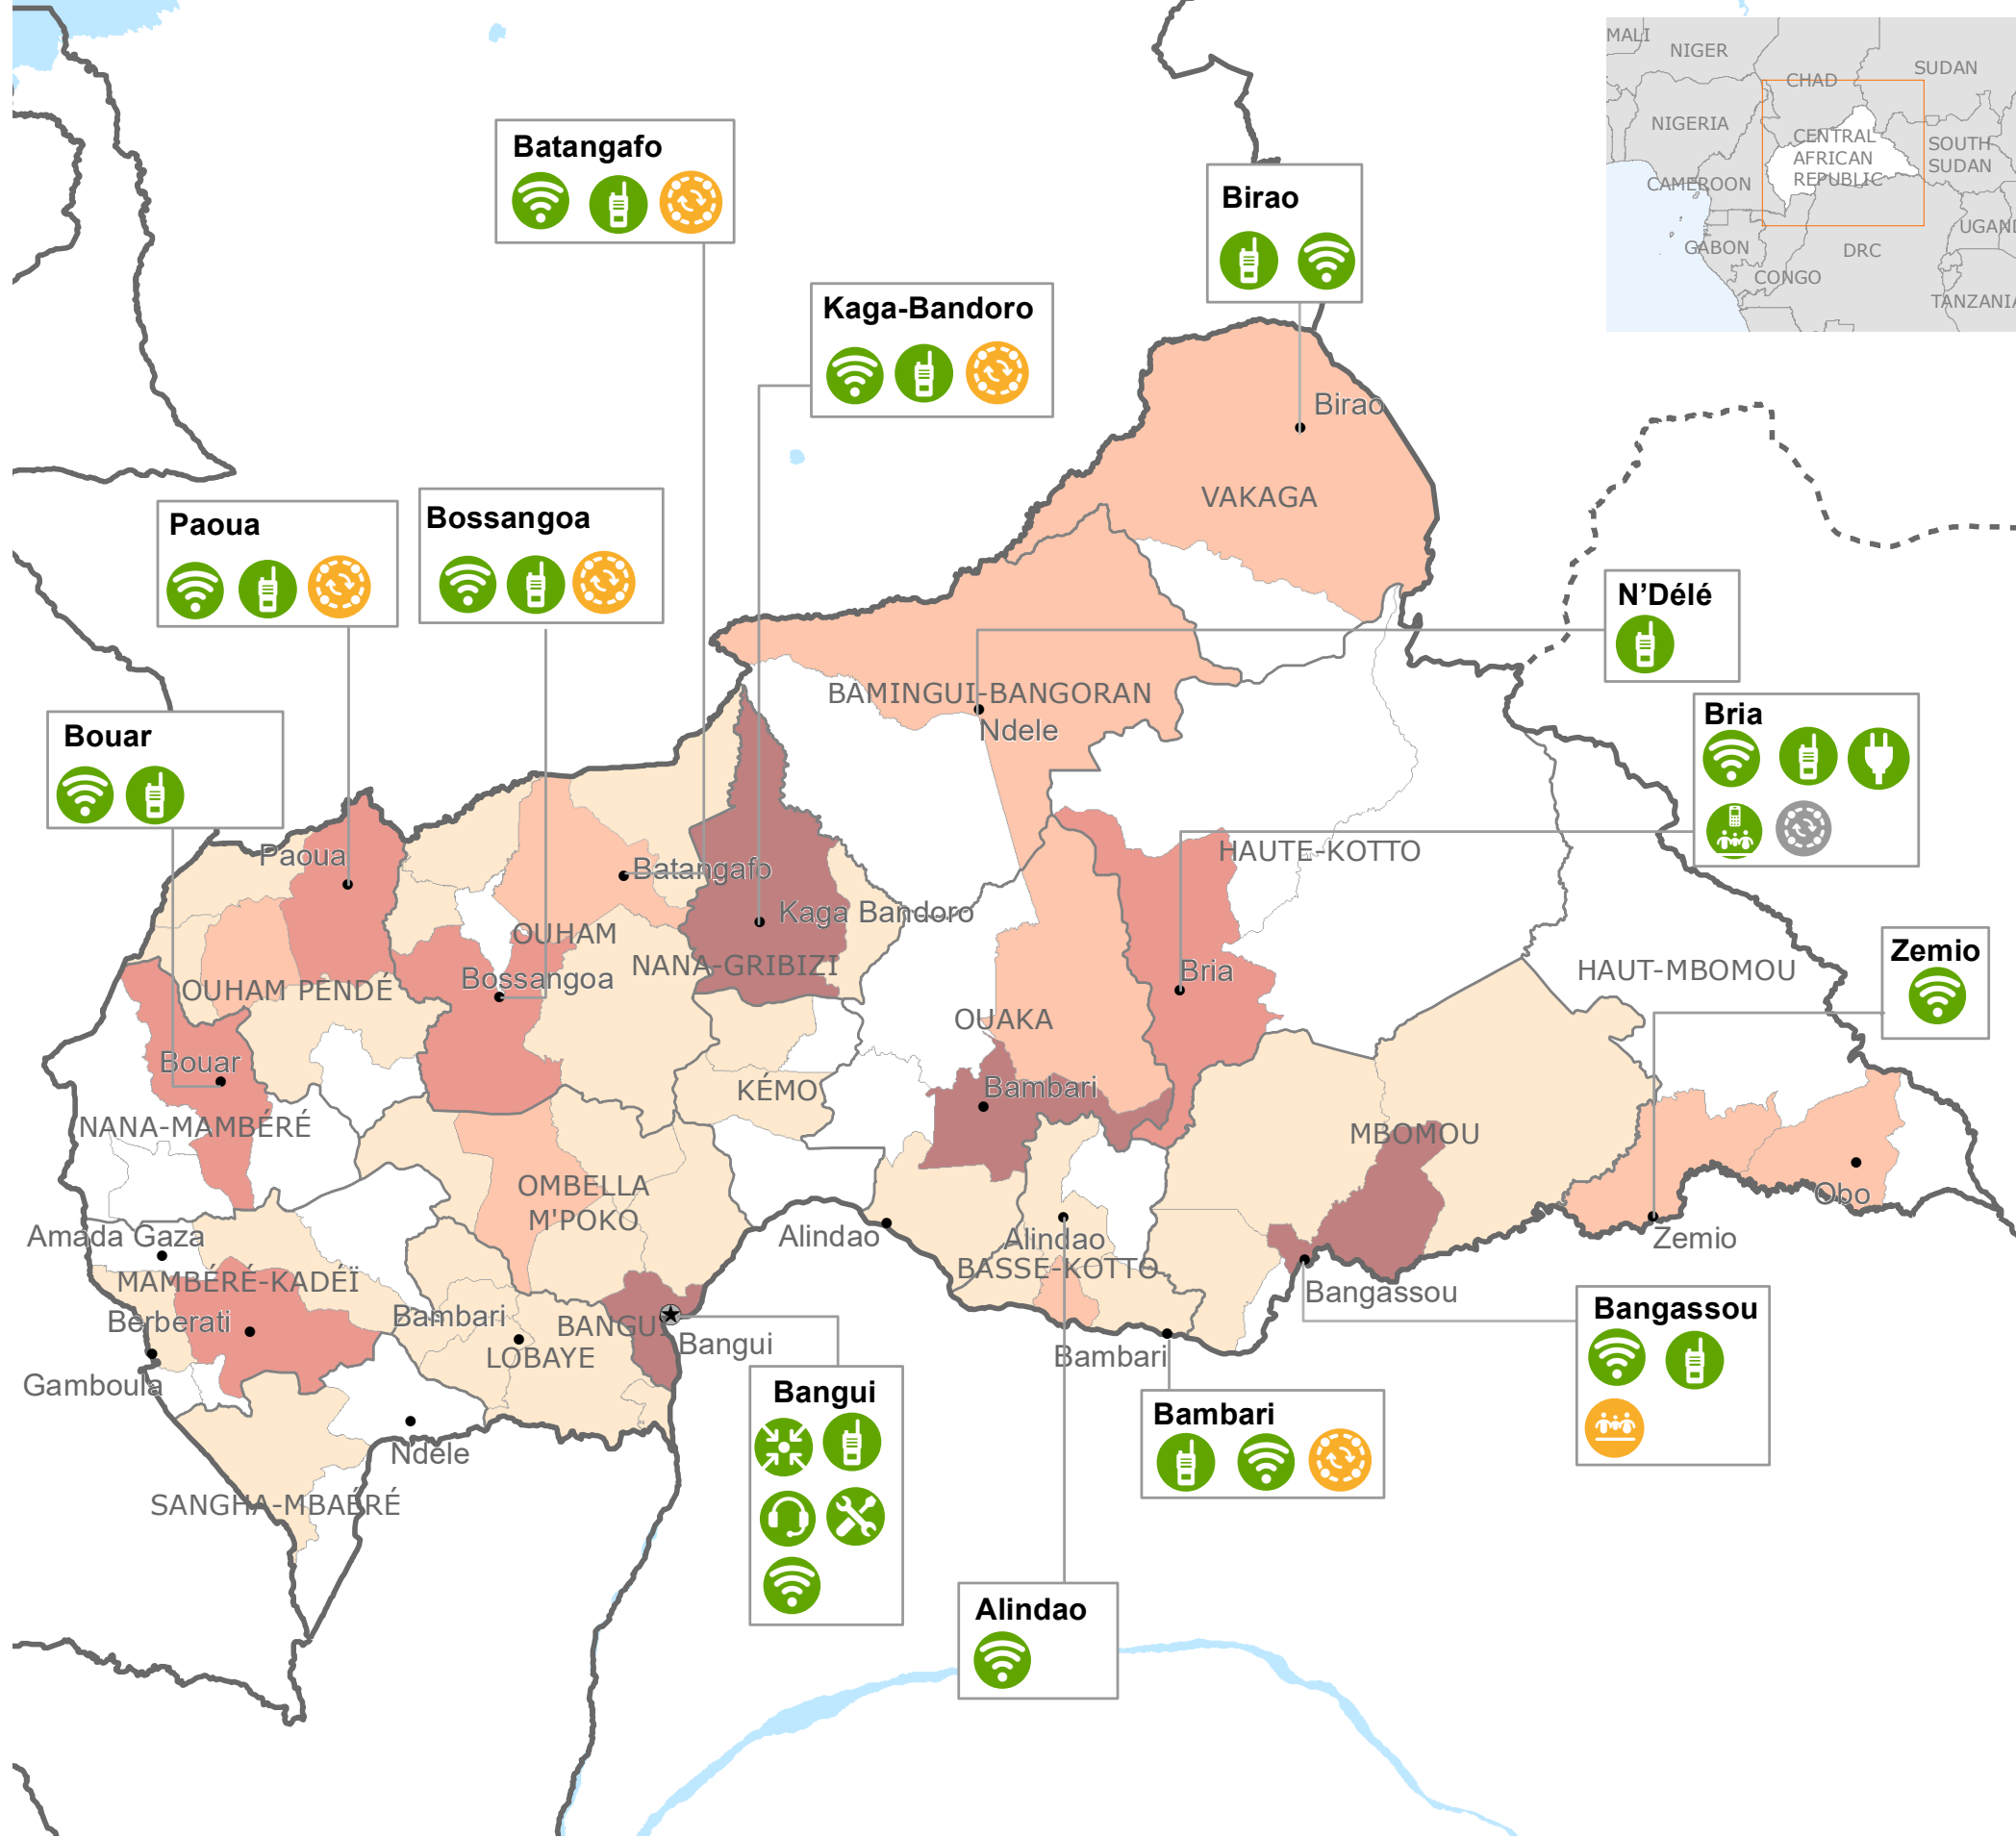 MALI
NIGER
CHAD
SUDAN
NIGERIA
CENTRAL
AFRICAN
REPUBLIC
SOUTH
SUDAN
CAMEROON
GABON
CONGO
DRC
TANZANIA
Batangafo
Birao
Kaga-Bandoro
Birao
VAKAGA
Paoua
Bossangoa
N'Délé
BAMINGUI-BANGORAN
Ndele
Bria
Bouar
Paoua
HAUTE-KOTTO
Batangafo
Kaga Bandoro
OUHAM
Zemio
NANA-GRIBIZI
Bossangoa
Bria
HAUT-MBOMOU
OUHAM PENDÉ
OUAKA
Bouar
Bambari
KÉMO
NANA-MAMBÉRÉ
MBOMOU
OMBELLA
M'POKO
Obo
Amada Gaza
Alindao
Alindao
Zemio
BASSE-KOTTO
MAMBÉRÉ-KADÉÏ
Bangassou
Berberati
Bambari
BANGUI
Bangassou
Bangui
LOBAYE
Bambari
Gamboula
Bangui
Bambari
Ndele
SANGHA-MBAÉRÉ
Alindao